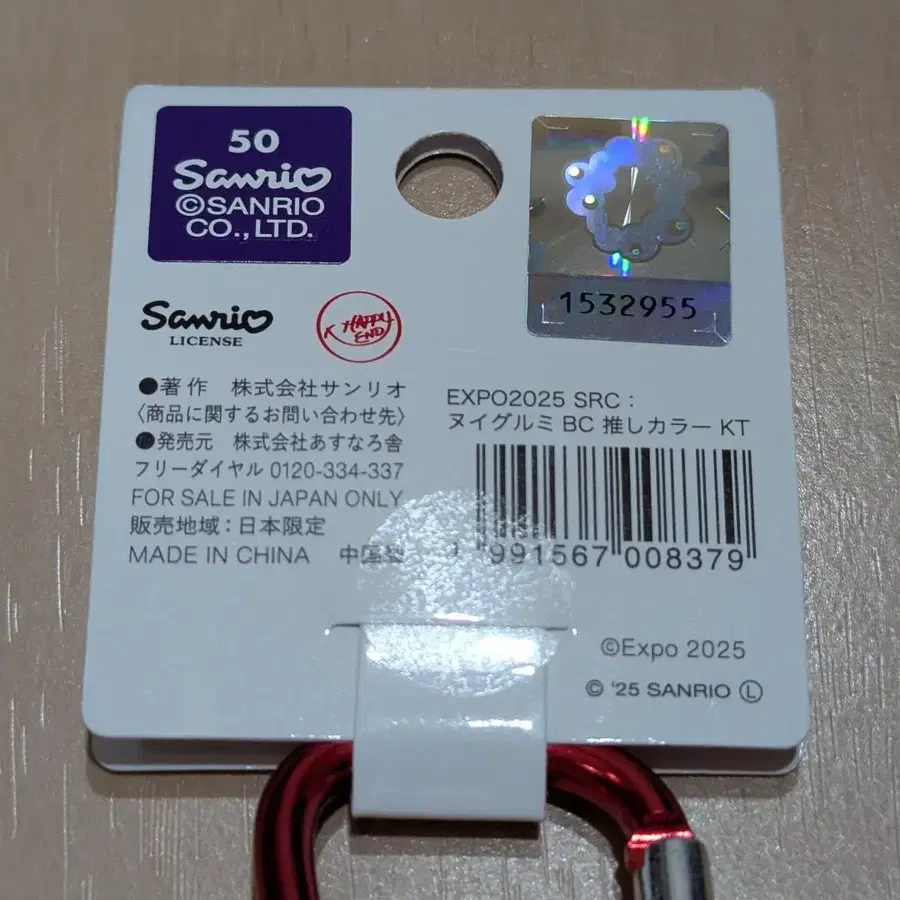 50
Sanrio
©SANRIO
CO.,LTD.
1532955
Sanrio
LICENSE
K HAPPY
END
●著作 株式会社サンリオ
〈商品に関するお問い合わせ先〉
●発売元 株式会社あすなろ舎
フリーダイヤル 0120-334-337
FOR SALE IN JAPAN ONLY
販売地域：日本限定
MADE IN CHINA 中国製
EXPO2025 SRC：
ヌイグルミ BC 推しカラー KT
1 991567 008379
©Expo 2025
© '25 SANRIO Ⓛ